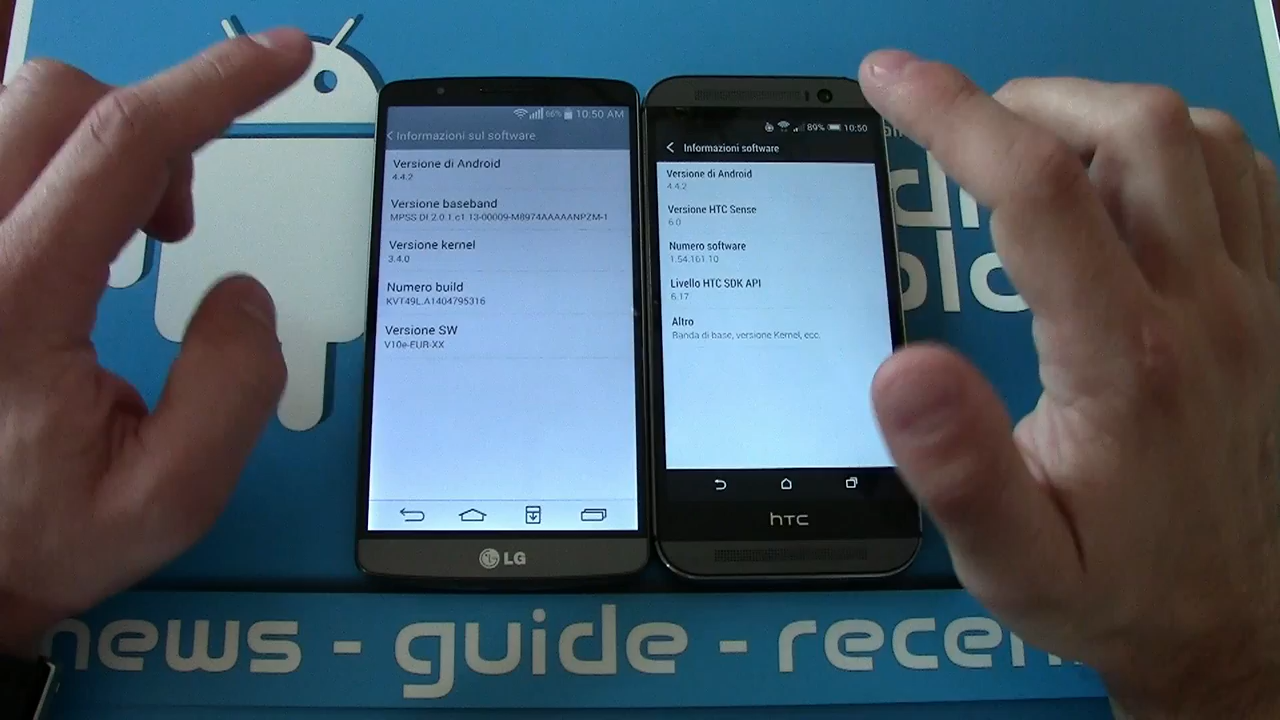 66% 10:50 AM
Informazioni sul software
Versione di Android
4.4.2
Versione baseband
MPSS.DI.2.0.1.c1.13-00009-M8974AAAAANPZM-1
Versione kernel
3.4.0
Numero build
KVT49L.A1404795316
Versione SW
V10e-EUR-XX
LG
89% 10:50
Informazioni software
Versione di Android
4.4.2
Versione HTC Sense
6.0
Numero software
1.54.161.10
Livello HTC SDK API
6.17
Altro
Banda di base, versione Kernel, ecc.
hTC
news - guide - recen